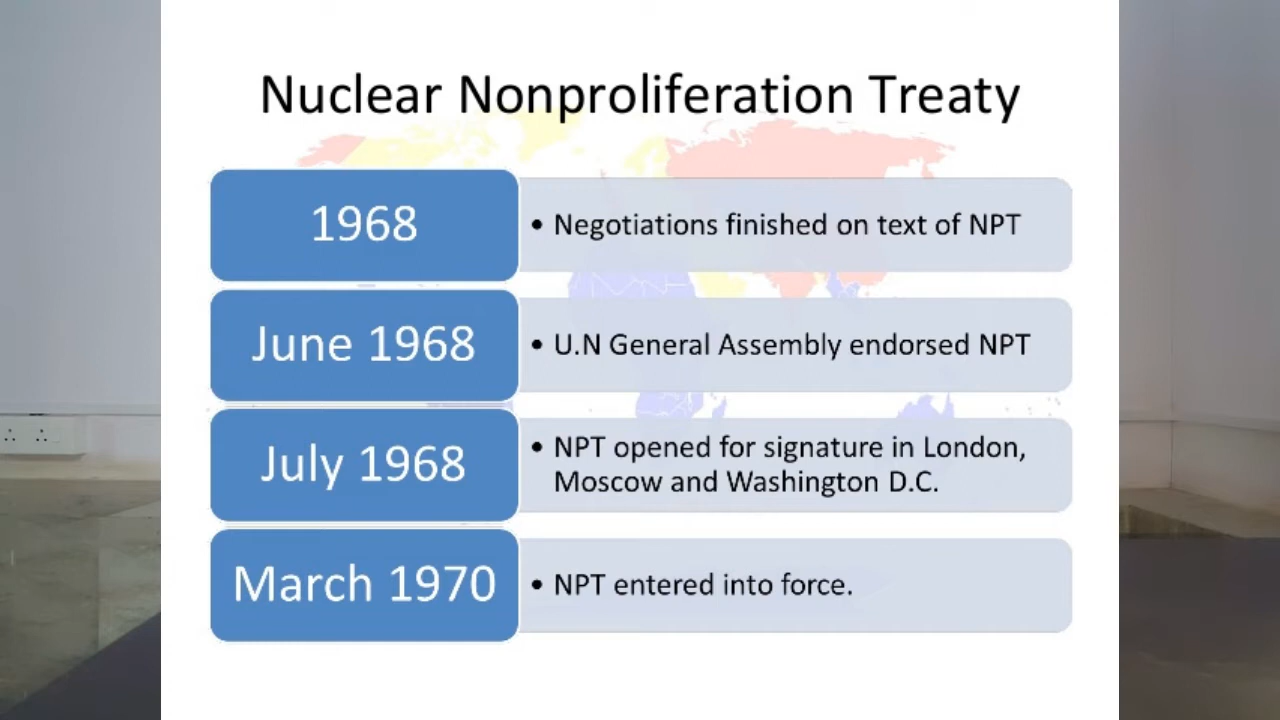 Nuclear Nonproliferation Treaty
1968
• Negotiations finished on text of NPT
June 1968
• U.N General Assembly endorsed NPT
July 1968
• NPT opened for signature in London,
Moscow and Washington D.C.
March 1970
• NPT entered into force.